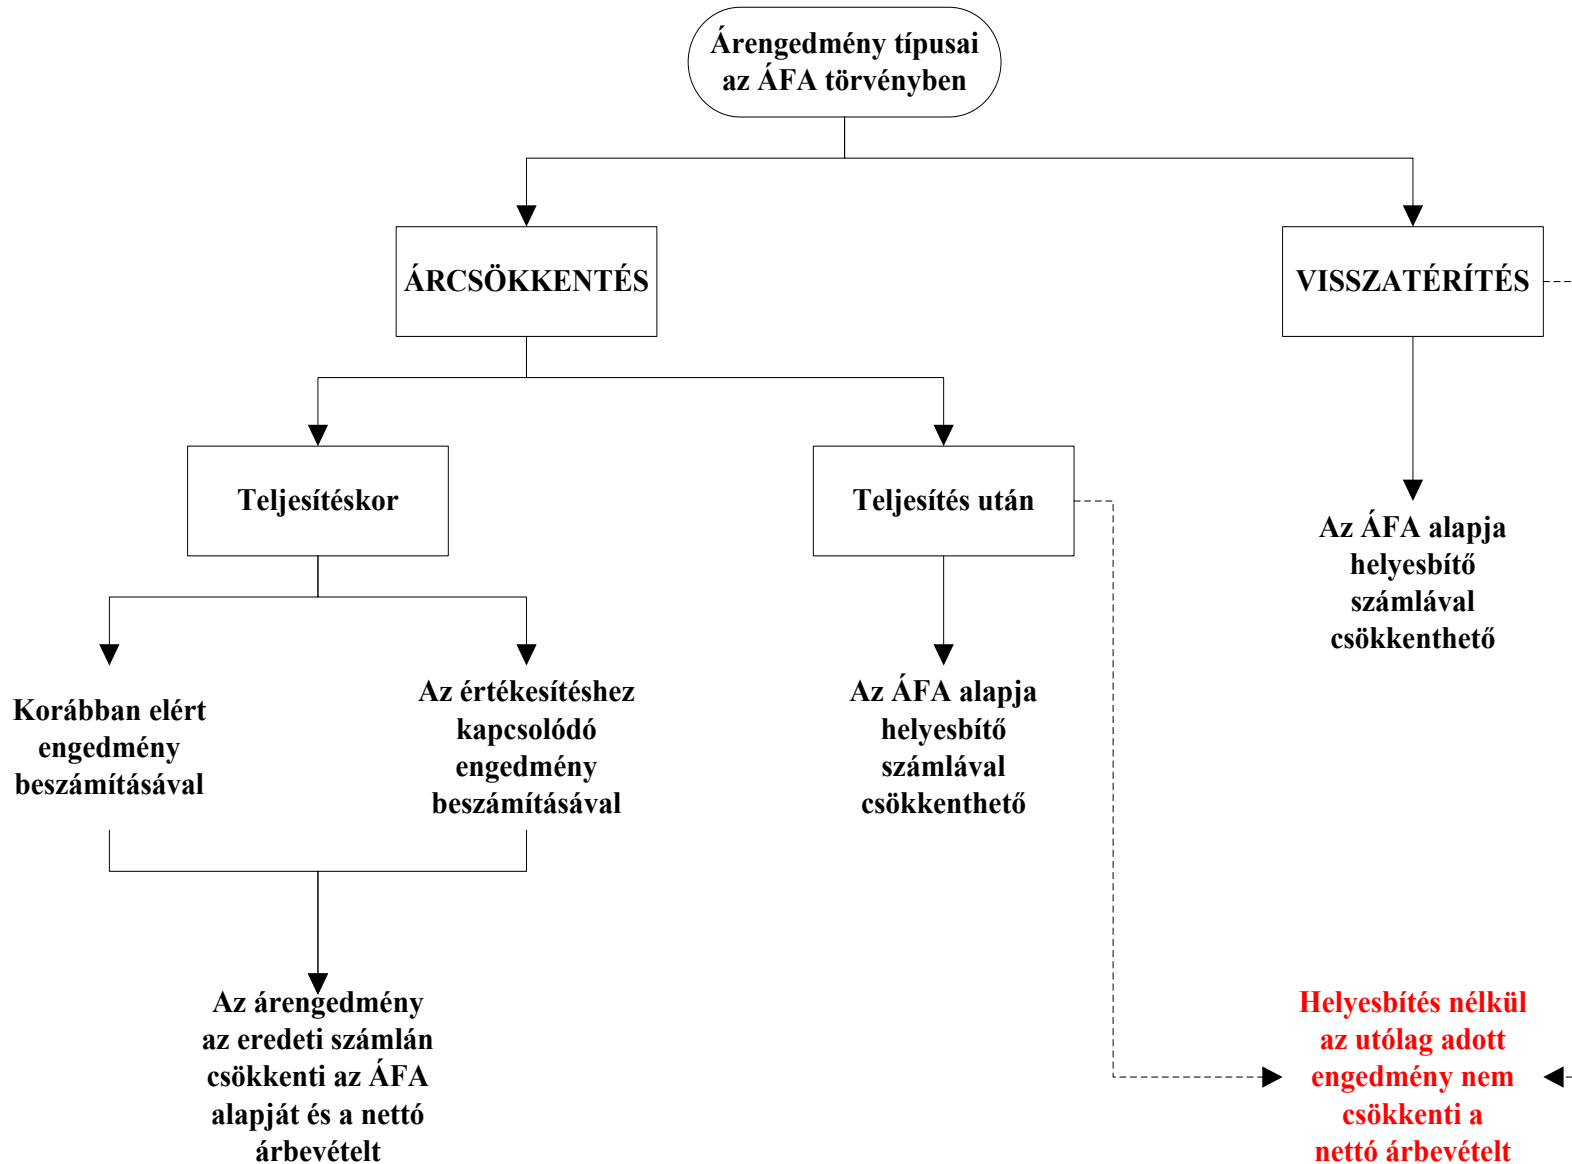 Árengedmény típusai
az ÁFA törvényben
ÁRCSÖKKENTÉS
VISSZATÉRÍTÉS
Teljesítéskor
Teljesítés után
Az ÁFA alapja
helyesbítő
számlával
csökkenthető
Korábban elért
engedmény
beszámításával
Az értékesítéshez
kapcsolódó
engedmény
beszámításával
Az ÁFA alapja
helyesbítő
számlával
csökkenthető
Az árengedmény
az eredeti számlán
csökkenti az ÁFA
alapját és a nettó
árbevételt
Helyesbítés nélkül
az utólag adott
engedmény nem
csökkenti a
nettó árbevételt